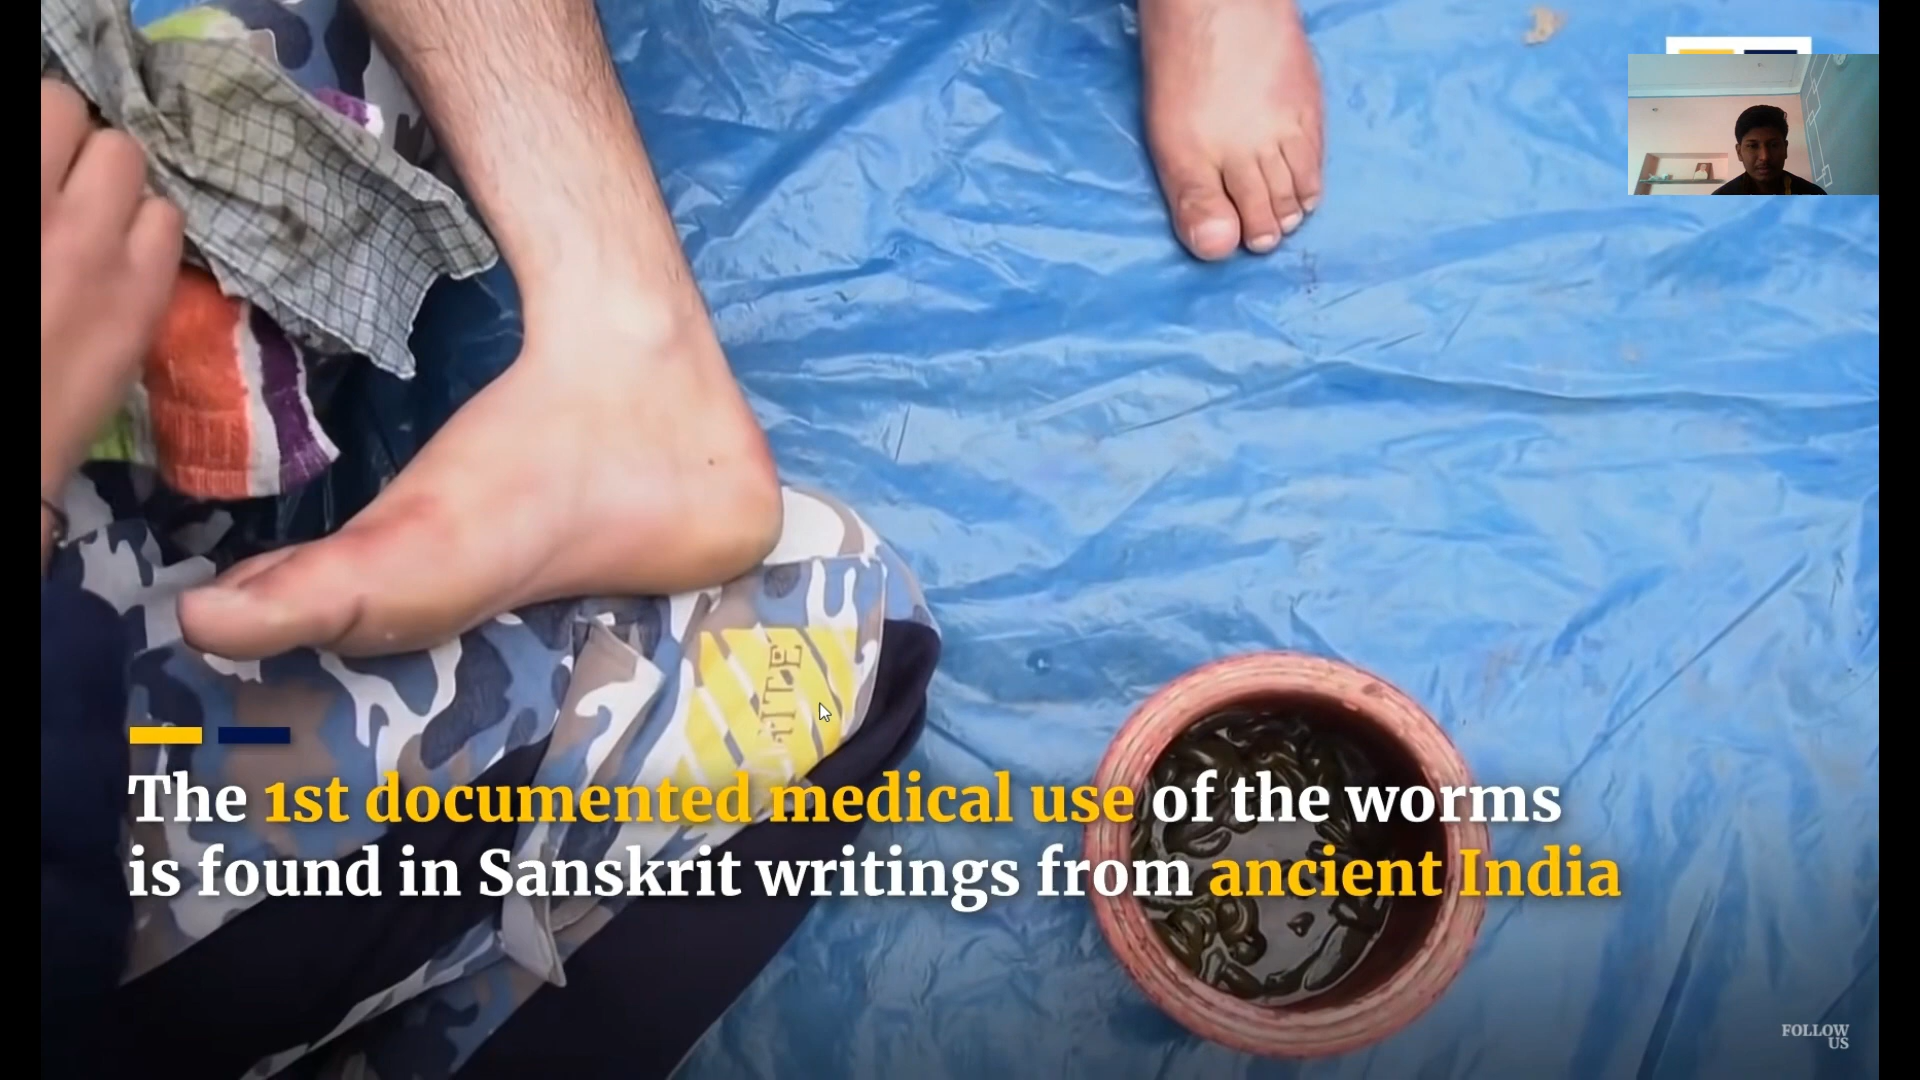 The 1st documented medical use of the worms
is found in Sanskrit writings from ancient India
FOLLOW
US